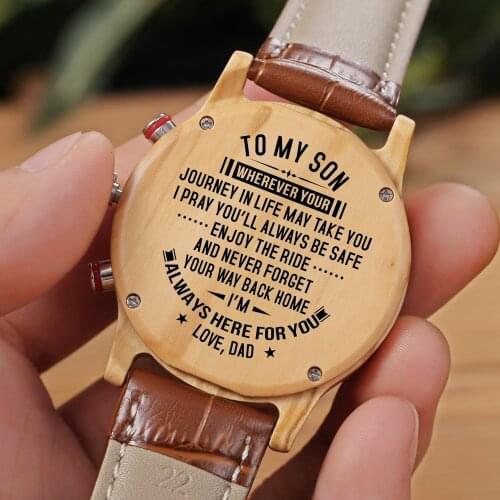 TO MY SON
WHEREVER YOUR
JOURNEY IN LIFE MAY TAKE YOU
I PRAY YOU'LL ALWAYS BE SAFE
...... ENJOY THE RIDE ......
AND NEVER FORGET
YOUR WAY BACK HOME
I'M
ALWAYS HERE FOR YOU
LOVE, DAD
22